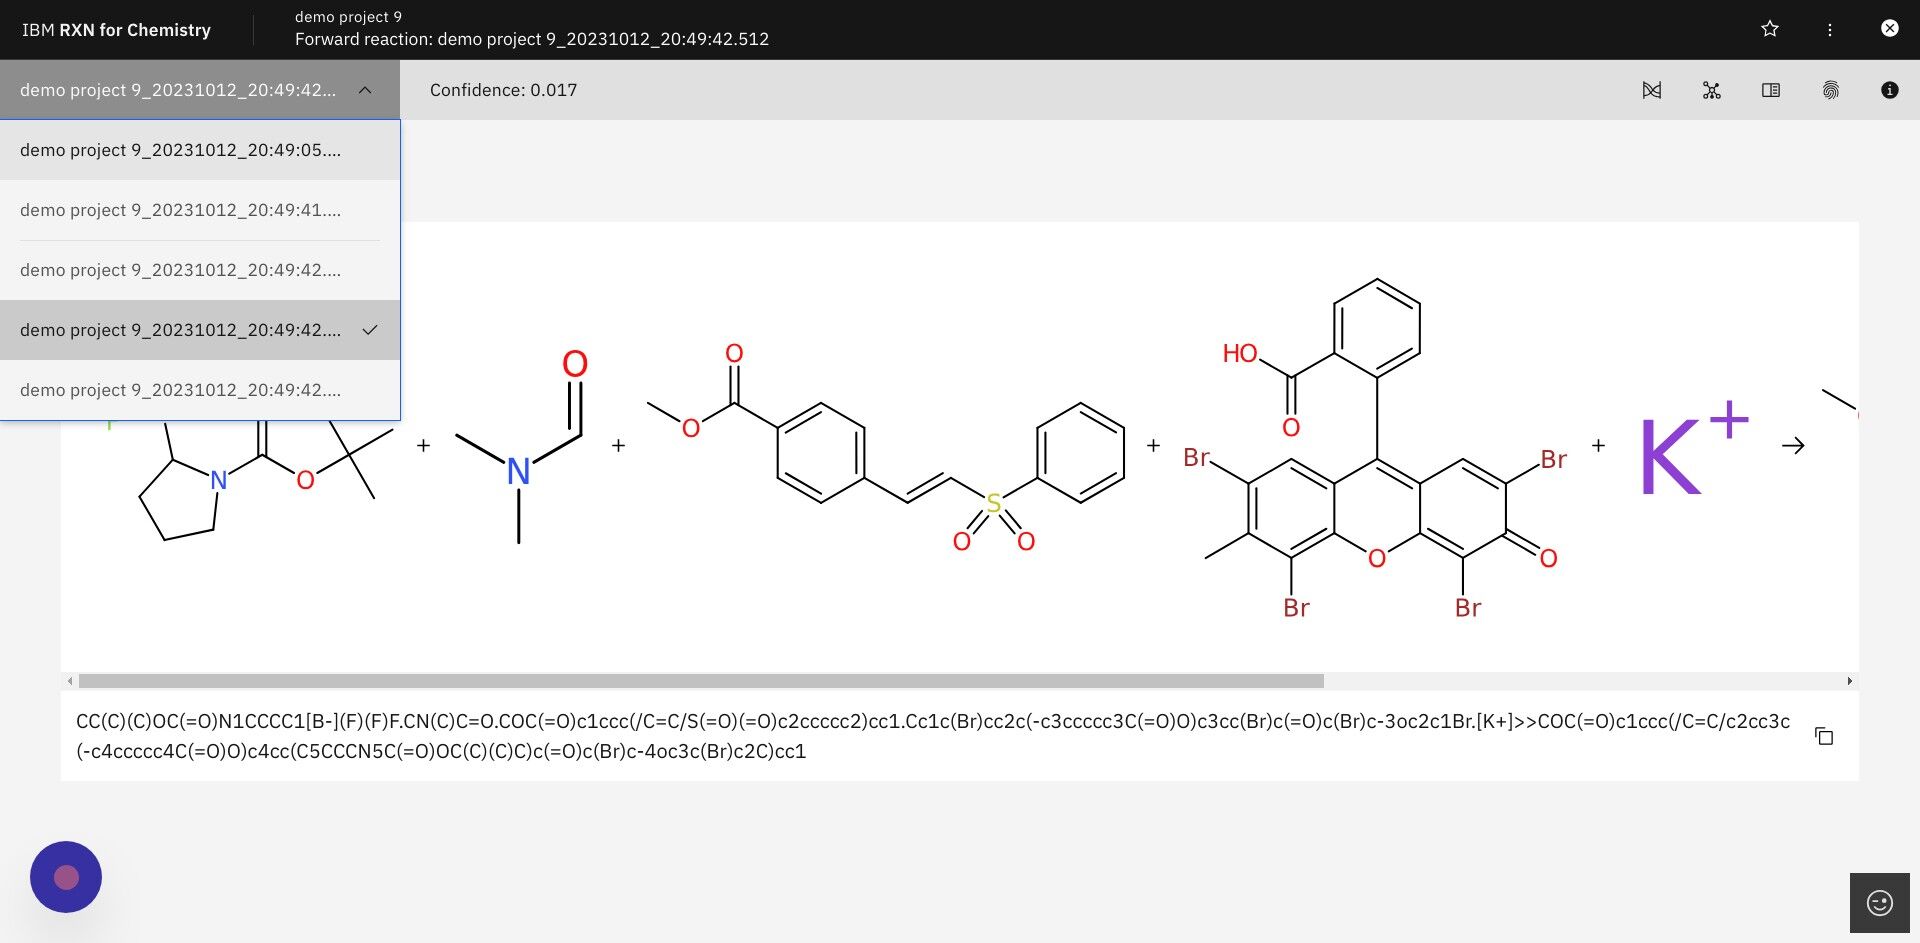 IBM RXN for Chemistry
demo project 9
Forward reaction: demo project 9_20231012_20:49:42.512
demo project 9_20231012_20:49:42...
Confidence: 0.017
demo project 9_20231012_20:49:05....
demo project 9_20231012_20:49:41....
demo project 9_20231012_20:49:42....
demo project 9_20231012_20:49:42....
demo project 9_20231012_20:49:42....
N
O
+
O
N
+
O
O
S
O
O
+
HO
O
Br
Br
O
O
Br
Br
+
K+
CC(C)(C)OC(=O)N1CCCC1[B-](F)(F)F.CN(C)C=O.COC(=O)c1ccc(/C=C/S(=O)(=O)c2ccccc2)cc1.Cc1c(Br)cc2c(-c3ccccc3C(=O)O)c3cc(Br)c(=O)c(Br)c-3oc2c1Br.[K+]>>COC(=O)c1ccc(/C=C/c2cc3c
(-c4ccccc4C(=O)O)c4cc(C5CCCN5C(=O)OC(C)(C)C)c(=O)c(Br)c-4oc3c(Br)c2C)cc1